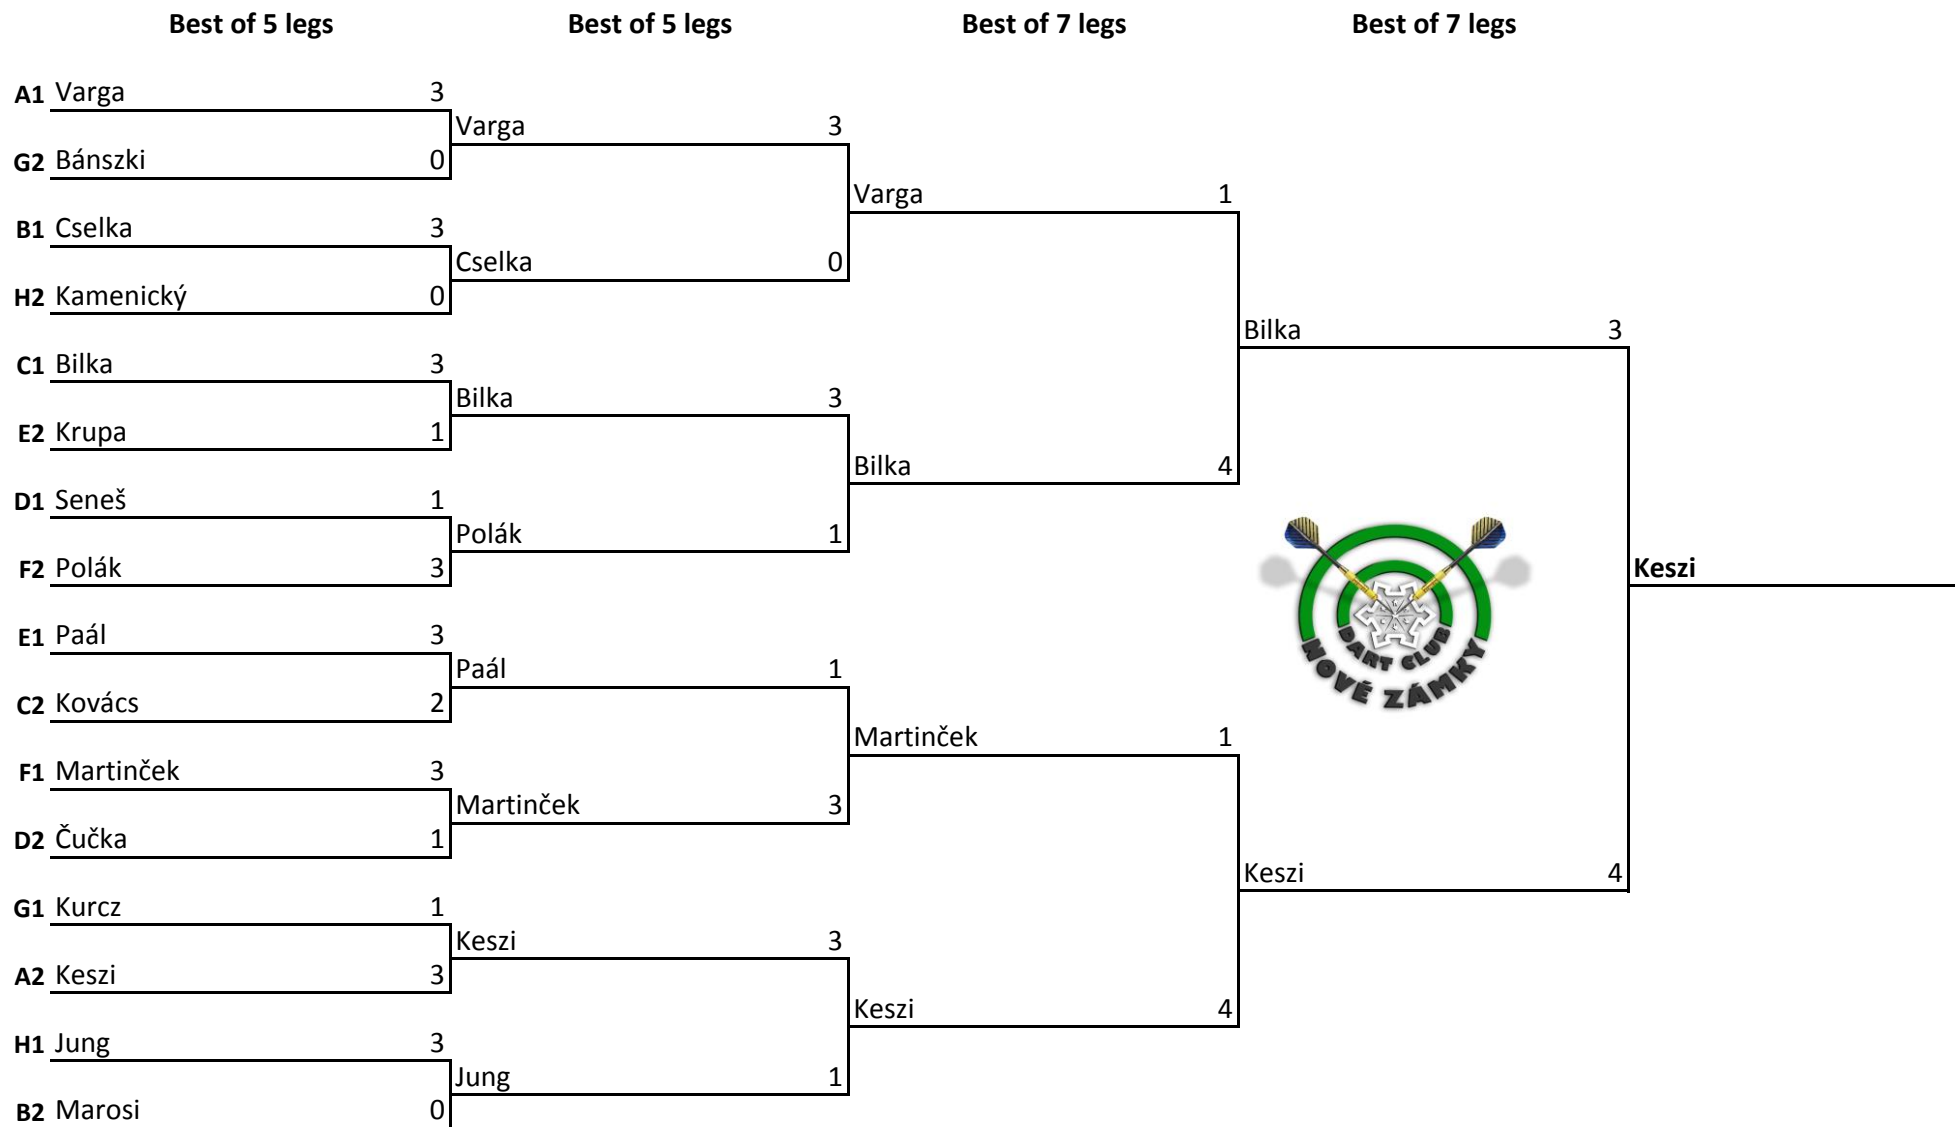 Best of 5 legs Best of 5 legs Best of 7 legs Best of 7 legs
A1 Varga 3
Varga 3
G2 Bánszki 0
Varga 1
B1 Cselka 3
Cselka 0
H2 Kamenický 0
Bilka 3
C1 Bilka 3
Bilka 3
E2 Krupa 1
Bilka 4
D1 Seneš 1
Polák 1
F2 Polák 3
Keszi
E1 Paál 3
DART CLUB
NOVÉ ZÁMKY
Paál 1
C2 Kovács 2
Martinček 1
F1 Martinček 3
Martinček 3
D2 Čučka 1
Keszi 4
G1 Kurcz 1
Keszi 3
A2 Keszi 3
Keszi 4
H1 Jung 3
Jung 1
B2 Marosi 0